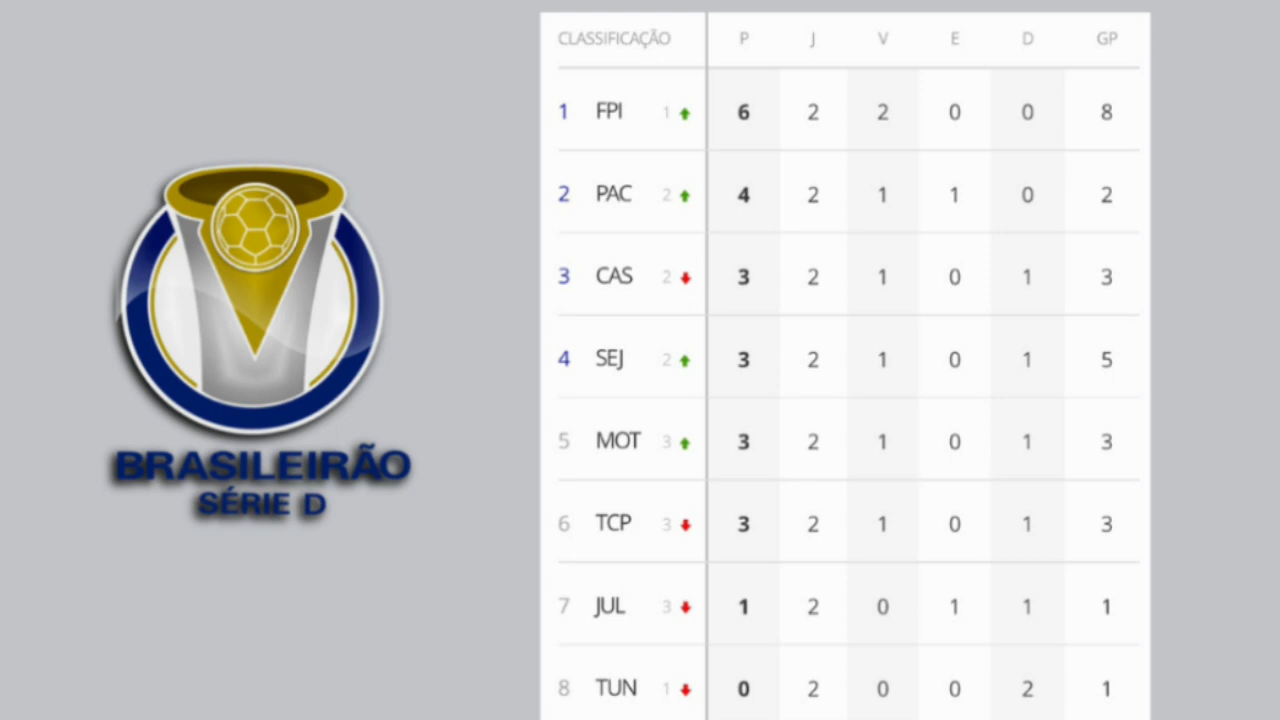 BRASILEIRÃO
SÉRIE D
CLASSIFICAÇÃO P J V E D GP
1 FPI 1 6 2 2 0 0 8
2 PAC 2 4 2 1 1 0 2
3 CAS 2 3 2 1 0 1 3
4 SEJ 2 3 2 1 0 1 5
5 MOT 3 3 2 1 0 1 3
6 TCP 3 3 2 1 0 1 3
7 JUL 3 1 2 0 1 1 1
8 TUN 1 0 2 0 0 2 1